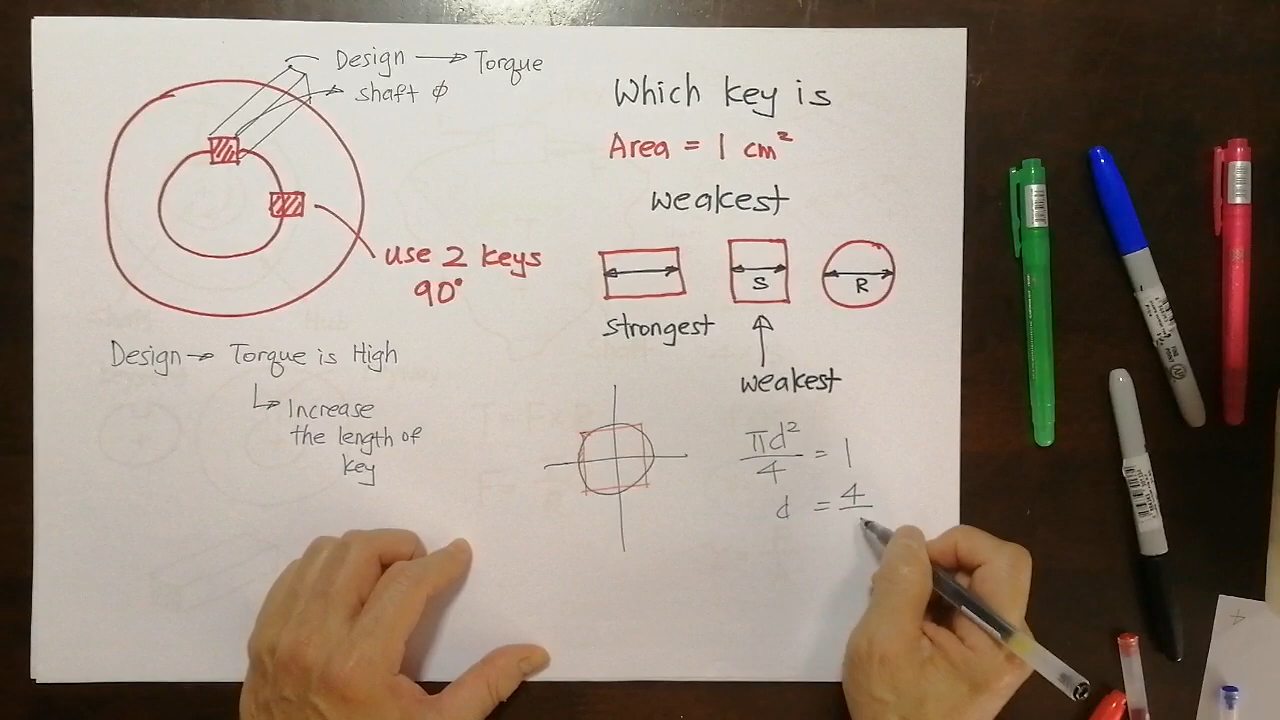 Design → Torque
shaft ϕ
Which key is
Area = 1 cm²
weakest
use 2 keys
90°
S
R
strongest
weakest
Design → Torque is High
↳ Increase
the length of
key
πd²/4 = 1
d = 4